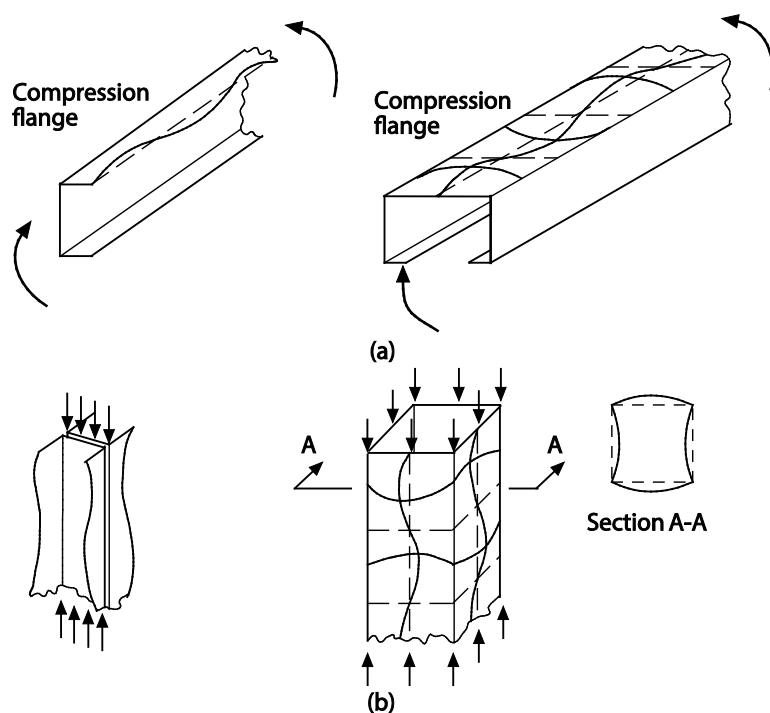 Compression
flange
Compression
flange
(a)
A
A
Section A-A
(b)